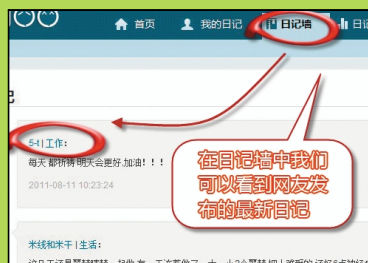 首页 我的日记 日记墙 日
记
5-t | 工作:
每天 都祈祷 明天会更好,加油！！！
2011-08-11 10:23:24
在日记墙中我们
可以看到网友发
布的最新日记
米线和米干 | 生活: